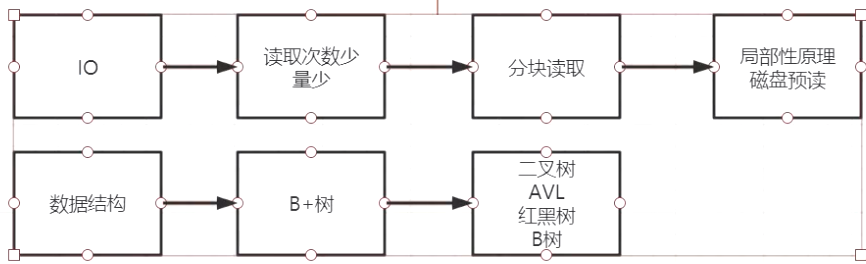 IO
读取次数少
量少
分块读取
局部性原理
磁盘预读
数据结构
B+树
二叉树
AVL
红黑树
B树